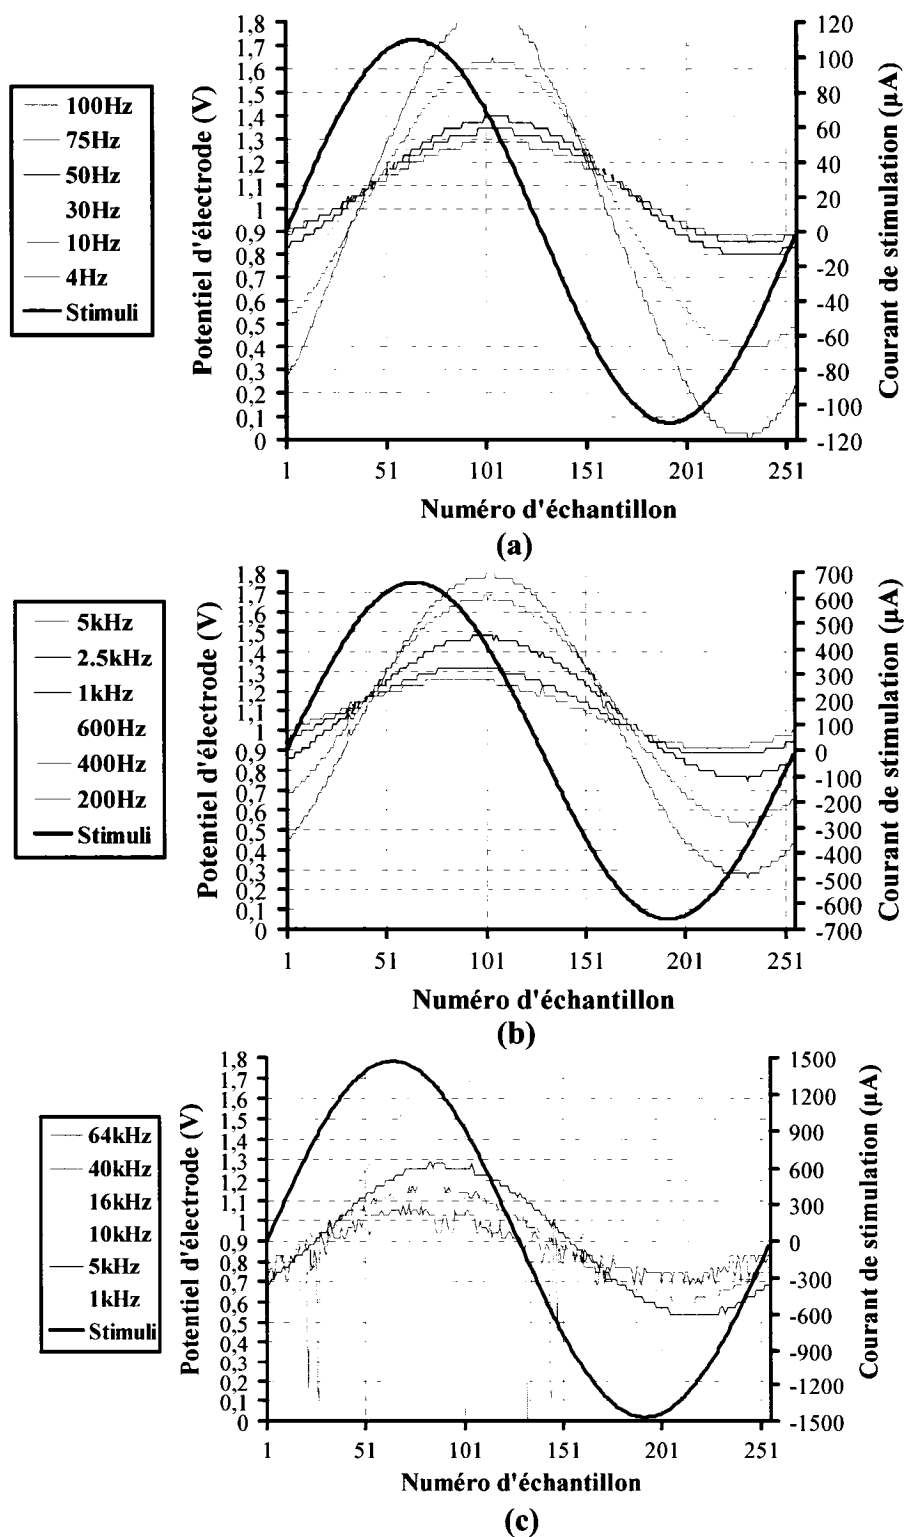 100Hz
75Hz
50Hz
30Hz
10Hz
4Hz
Stimuli
Potentiel d'électrode (V)
1,8
1,7
1,6
1,5
1,4
1,3
1,2
1,1
1
0,9
0,8
0,7
0,6
0,5
0,4
0,3
0,2
0,1
0
120
100
80
60
40
20
0
-20
-40
-60
-80
-100
-120
Courant de stimulation (µA)
1 51 101 151 201 251
Numéro d'échantillon
(a)
5kHz
2.5kHz
1kHz
600Hz
400Hz
200Hz
Stimuli
Potentiel d'électrode (V)
1,8
1,7
1,6
1,5
1,4
1,3
1,2
1,1
1
0,9
0,8
0,7
0,6
0,5
0,4
0,3
0,2
0,1
0
700
600
500
400
300
200
100
0
-100
-200
-300
-400
-500
-600
-700
Courant de stimulation (µA)
1 51 101 151 201 251
Numéro d'échantillon
(b)
64kHz
40kHz
16kHz
10kHz
5kHz
1kHz
Stimuli
Potentiel d'électrode (V)
1,8
1,7
1,6
1,5
1,4
1,3
1,2
1,1
1
0,9
0,8
0,7
0,6
0,5
0,4
0,3
0,2
0,1
0
1500
1200
900
600
300
0
-300
-600
-900
-1200
-1500
Courant de stimulation (µA)
1 51 101 151 201 251
Numéro d'échantillon
(c)